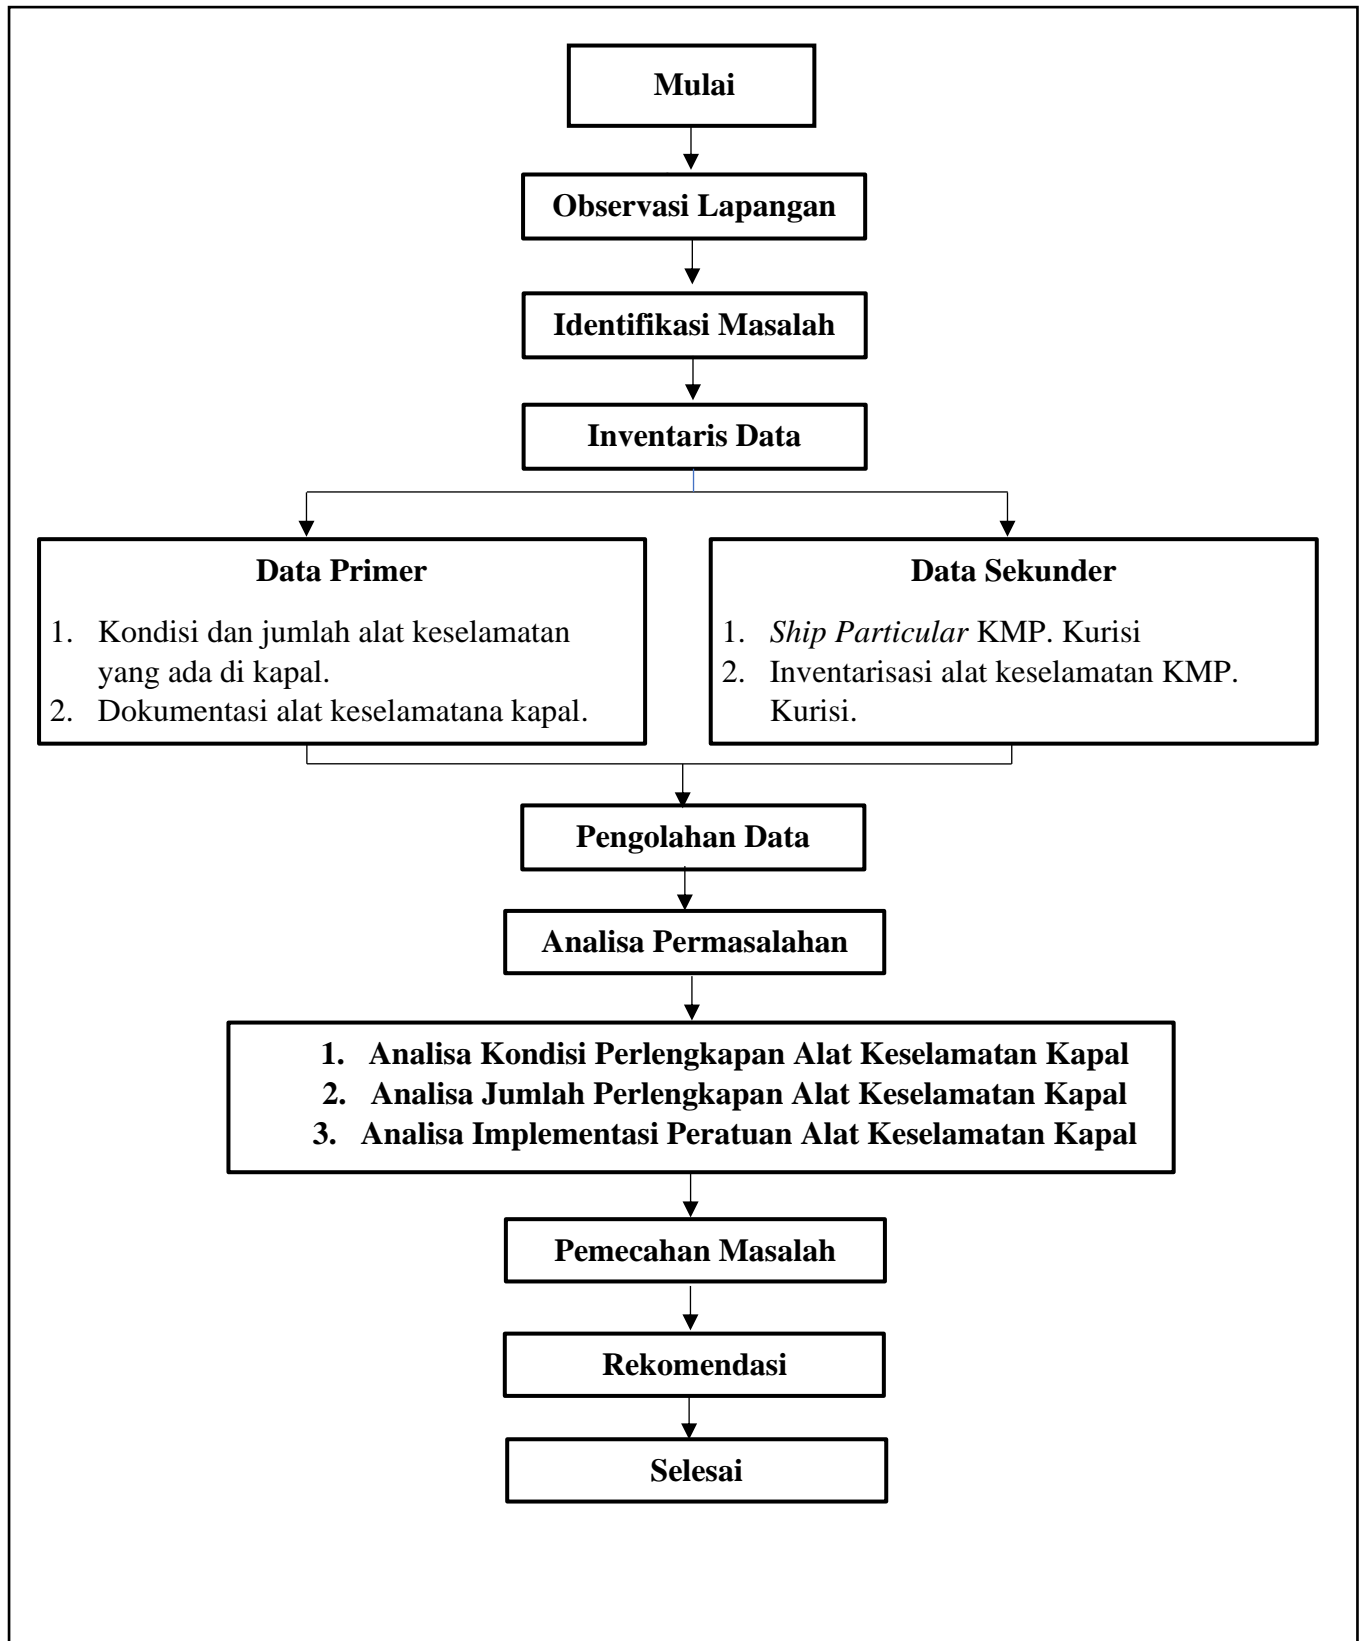 Mulai
Observasi Lapangan
Identifikasi Masalah
Inventaris Data
Data Primer
1. Kondisi dan jumlah alat keselamatan
yang ada di kapal.
2. Dokumentasi alat keselamatana kapal.
Data Sekunder
1. Ship Particular KMP. Kurisi
2. Inventarisasi alat keselamatan KMP.
Kurisi.
Pengolahan Data
Analisa Permasalahan
1. Analisa Kondisi Perlengkapan Alat Keselamatan Kapal
2. Analisa Jumlah Perlengkapan Alat Keselamatan Kapal
3. Analisa Implementasi Peratuan Alat Keselamatan Kapal
Pemecahan Masalah
Rekomendasi
Selesai